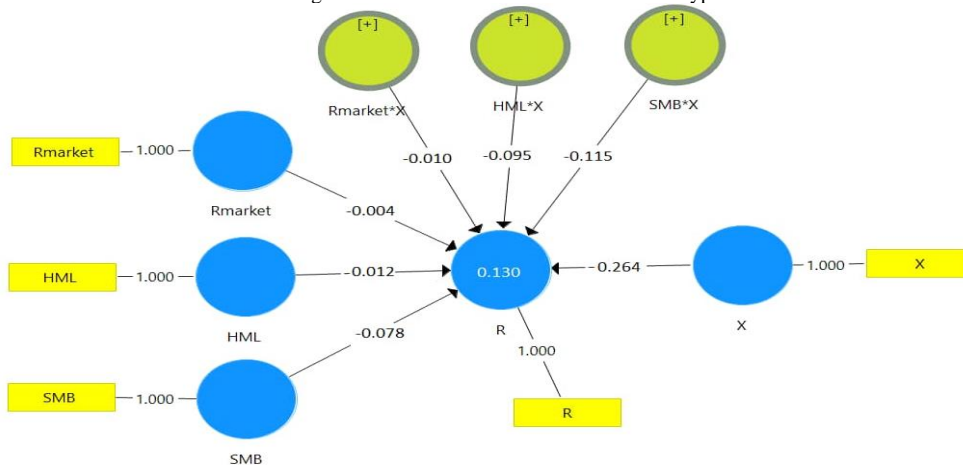 [+]
[+]
[+]
Rmarket*X
HML*X
SMB*X
Rmarket
1.000
-0.010
-0.095
-0.115
Rmarket
-0.004
HML
1.000
-0.012
0.130
-0.264
1.000
X
HML
R
X
-0.078
1.000
SMB
1.000
R
SMB